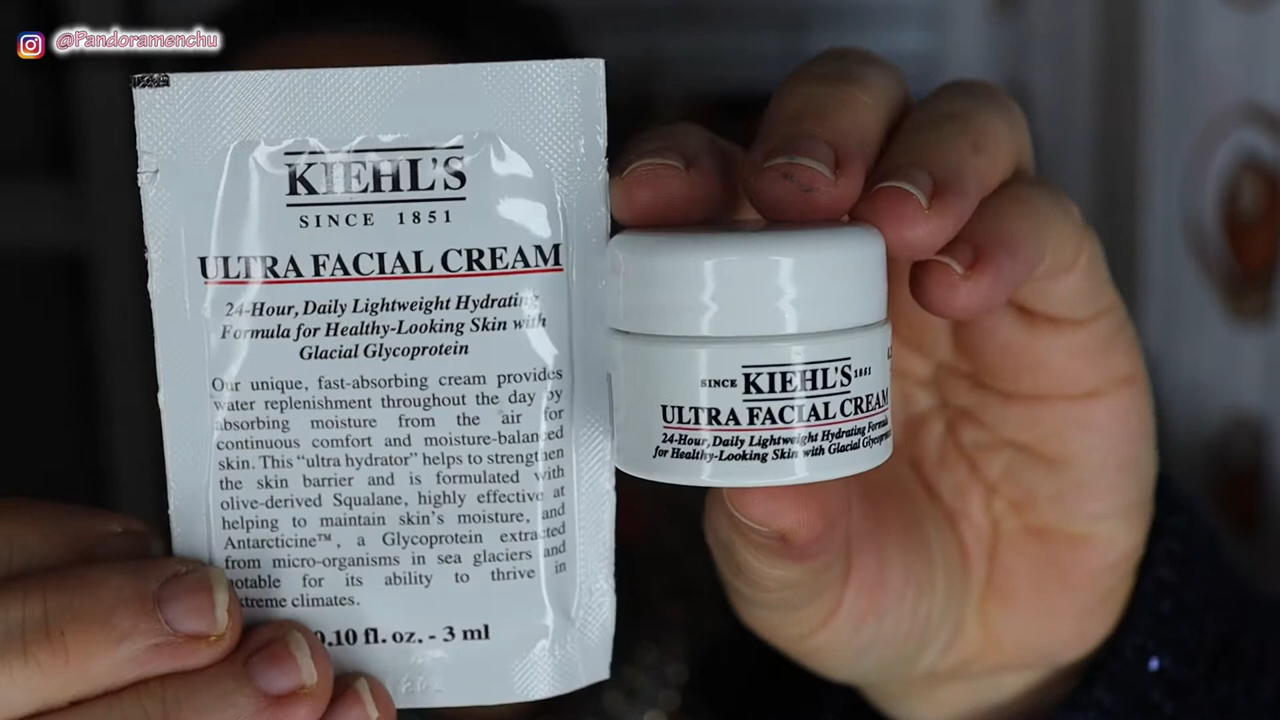 @Pandoramenchu
KIEHL'S
SINCE 1851
ULTRA FACIAL CREAM
24-Hour, Daily Lightweight Hydrating
Formula for Healthy-Looking Skin with
Glacial Glycoprotein
Our unique, fast-absorbing cream provides
water replenishment throughout the day by
absorbing moisture from the air for
continuous comfort and moisture-balanced
skin. This “ultra hydrator” helps to strengthen
the skin barrier and is formulated with
olive-derived Squalane, highly effective at
helping to maintain skin's moisture, and
Antarcticine™, a Glycoprotein extracted
from micro-organisms in sea glaciers and
notable for its ability to thrive in
xtreme climates.
0.10 fl. oz. - 3 ml
SINCE KIEHL'S 1851
ULTRA FACIAL CREAM
24-Hour, Daily Lightweight Hydrating Formula
for Healthy-Looking Skin with Glacial Glycopro